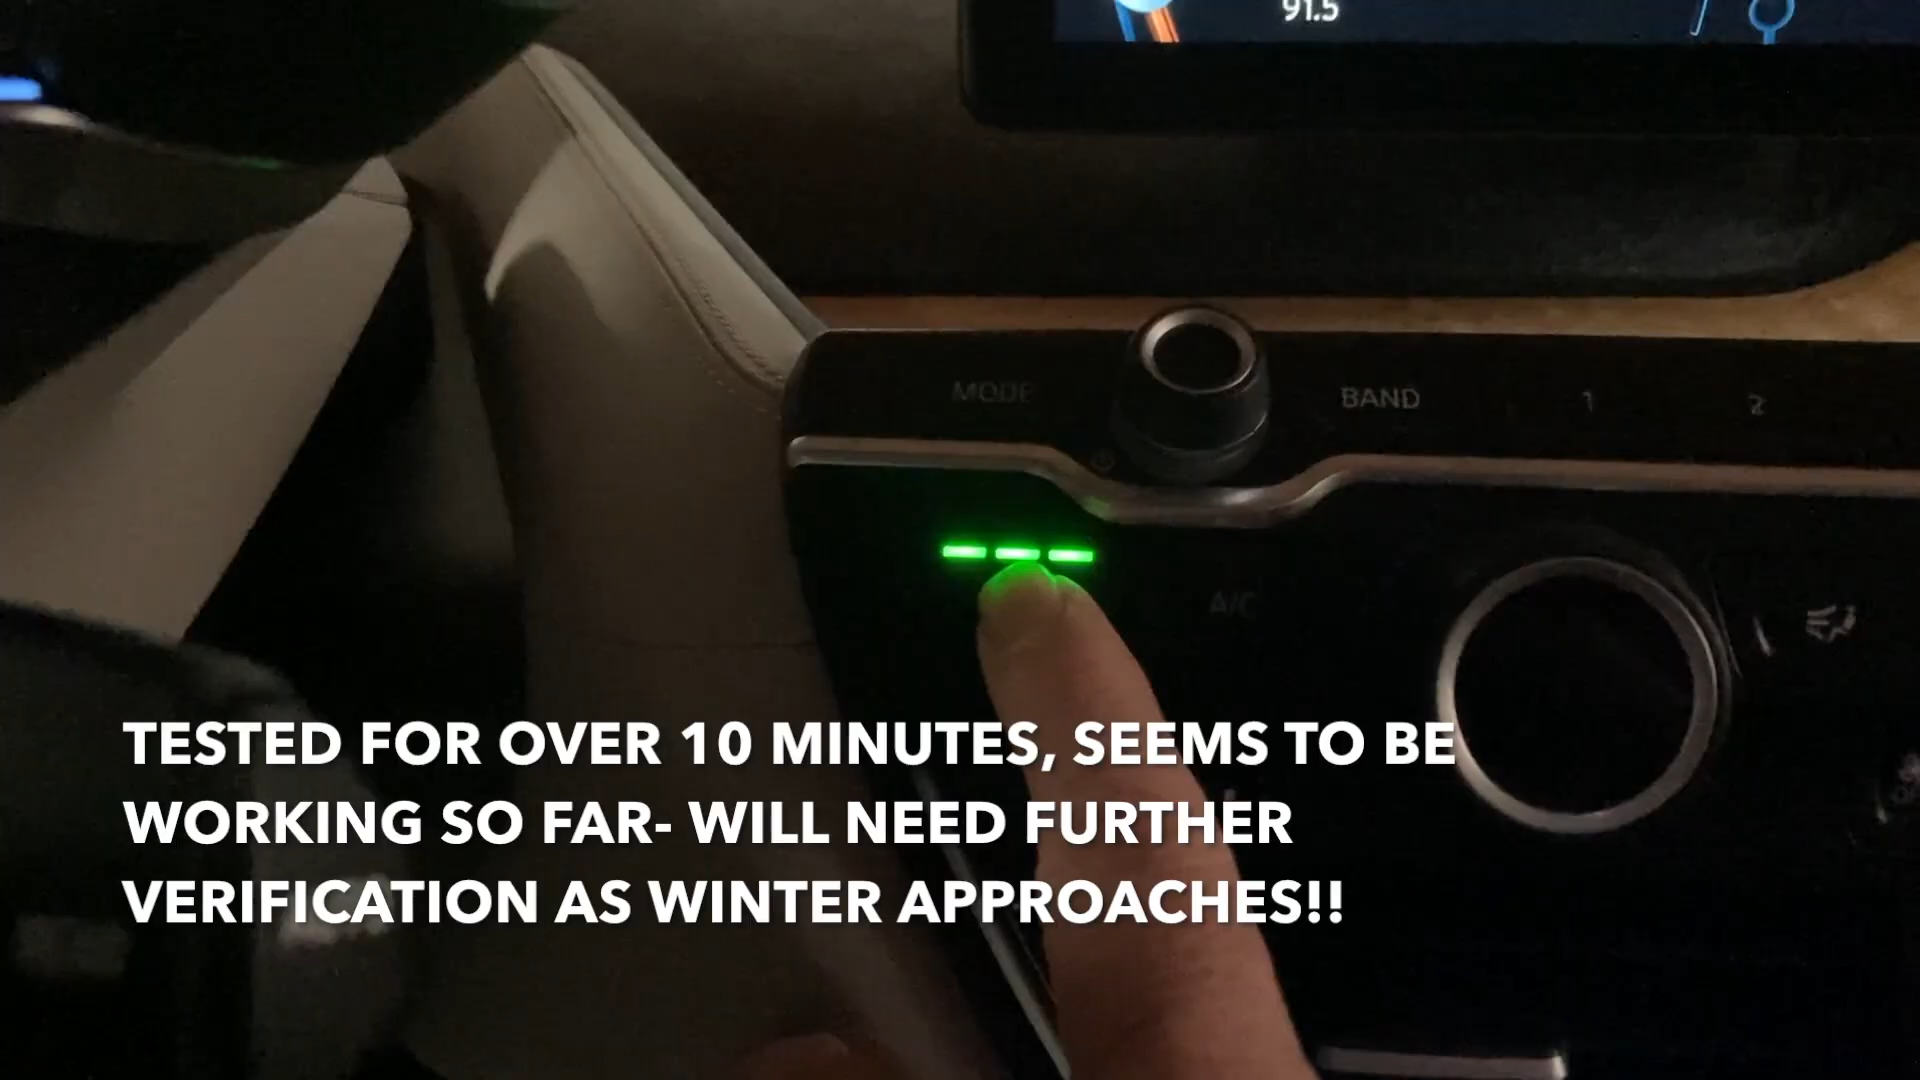 91.5
MODE
BAND
1
2
A/C
TESTED FOR OVER 10 MINUTES, SEEMS TO BE
WORKING SO FAR- WILL NEED FURTHER
VERIFICATION AS WINTER APPROACHES!!